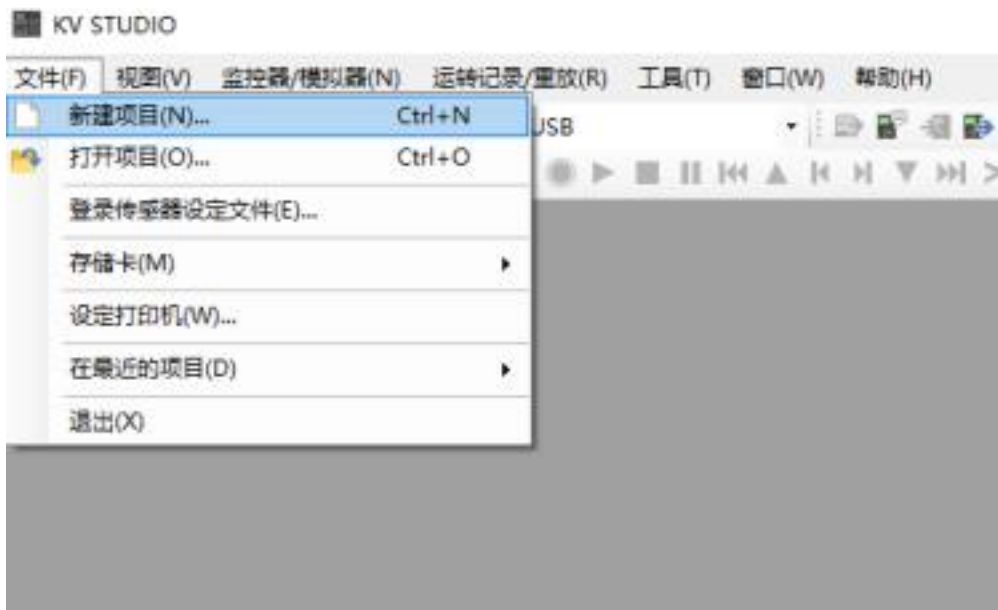 KV STUDIO
文件(F) 视图(V) 监控器/模拟器(N) 运转记录/重放(R) 工具(T) 窗口(W) 帮助(H)
新建项目(N)... Ctrl+N USB
打开项目(O)... Ctrl+O
登录传感器设定文件(E)...
存储卡(M)
设定打印机(W)...
在最近的项目(D)
退出(X)